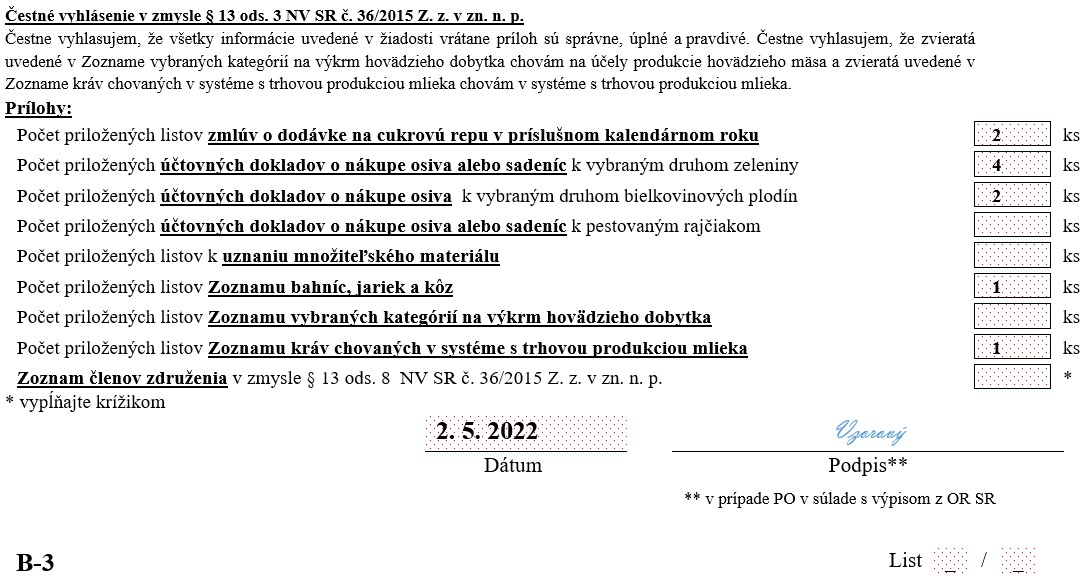 Čestné vyhlásenie v zmysle § 13 ods. 3 NV SR č. 36/2015 Z. z. v zn. n. p.
Čestne vyhlasujem, že všetky informácie uvedené v žiadosti vrátane príloh sú správne, úplné a pravdivé. Čestne vyhlasujem, že zvieratá
uvedené v Zozname vybraných kategórií na výkrm hovädzieho dobytka chovám na účely produkcie hovädzieho mäsa a zvieratá uvedené v
Zozname kráv chovaných v systéme s trhovou produkciou mlieka chovám v systéme s trhovou produkciou mlieka.
Prílohy:
Počet priložených listov zmlúv o dodávke na cukrovú repu v príslušnom kalendárnom roku 2 ks
Počet priložených listov účtovných dokladov o nákupe osiva alebo sadeníc k vybraným druhom zeleniny 4 ks
Počet priložených listov účtovných dokladov o nákupe osiva k vybraným druhom bielkovinových plodín 2 ks
Počet priložených listov účtovných dokladov o nákupe osiva alebo sadeníc k pestovaným rajčiakom ks
Počet priložených listov k uznaniu množiteľského materiálu ks
Počet priložených listov Zoznamu bahníc, jariek a kôz 1 ks
Počet priložených listov Zoznamu vybraných kategórií na výkrm hovädzieho dobytka ks
Počet priložených listov Zoznamu kráv chovaných v systéme s trhovou produkciou mlieka 1 ks
Zoznam členov združenia v zmysle § 13 ods. 8 NV SR č. 36/2015 Z. z. v zn. n. p. *
* vypĺňajte krížikom
2. 5. 2022 Vzorový
Dátum Podpis**
** v prípade PO v súlade s výpisom z OR SR
B-3 List /